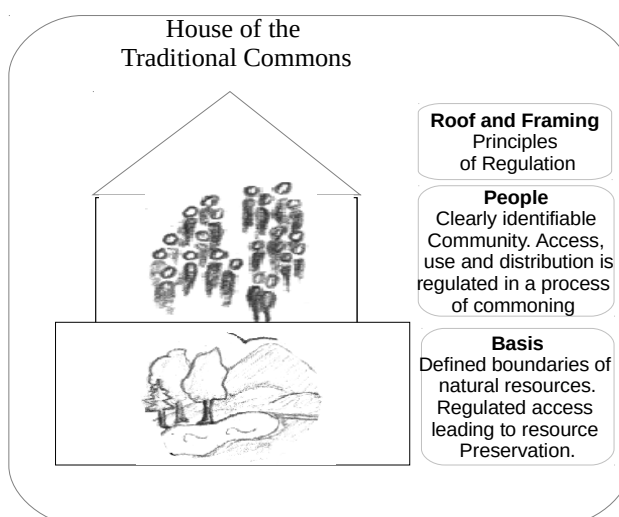 House of the
Traditional Commons
Roof and Framing
Principles
of Regulation
People
Clearly identifiable
Community. Access,
use and distribution is
regulated in a process
of commoning
Basis
Defined boundaries of
natural resources.
Regulated access
leading to resource
Preservation.